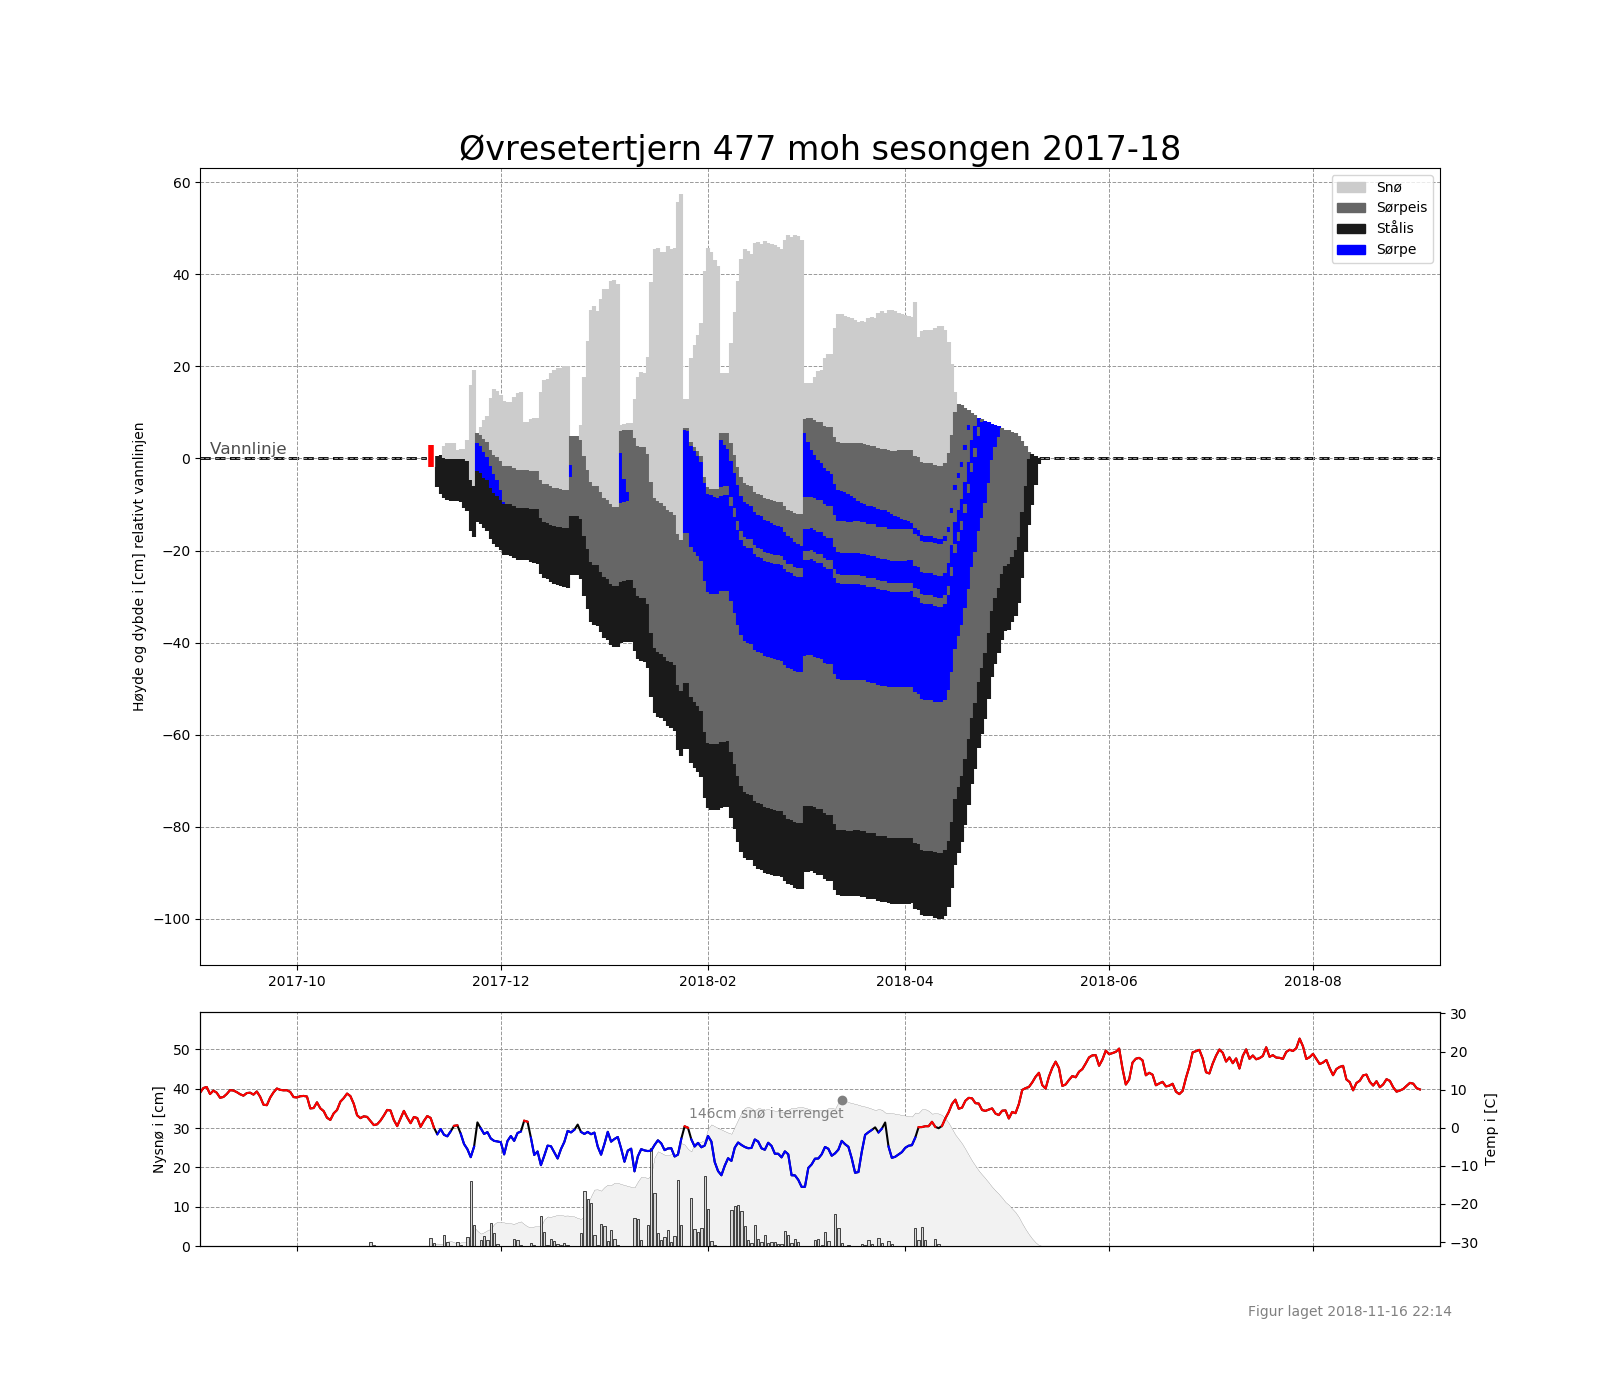 Øvresetertjern 477 moh sesongen 2017-18
Snø
Sørpeis
Stålis
Sørpe
Vannlinje
Høyde og dybde i [cm] relativt vannlinjen
60
40
20
0
−20
−40
−60
−80
−100
2017-10 2017-12 2018-02 2018-04 2018-06 2018-08
Nysnø i [cm]
50
40
30
20
10
0
146cm snø i terrenget
30
20
10
0
−10
−20
−30
Temp i [C]
Figur laget 2018-11-16 22:14